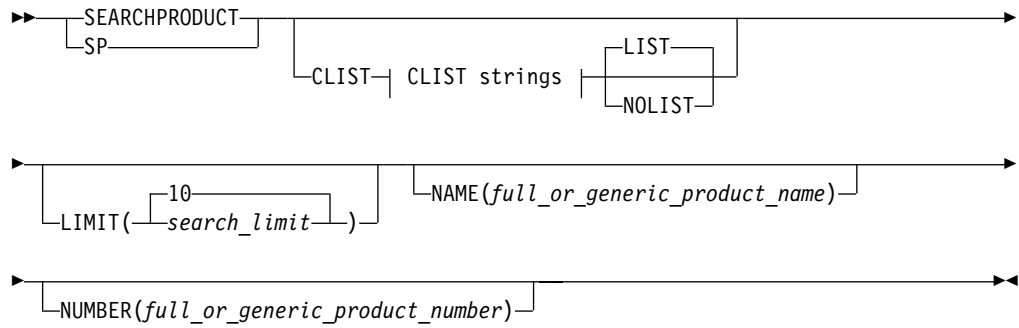 SEARCHPRODUCT
SP
CLIST CLIST strings LIST
NOLIST
LIMIT( 10
search_limit )
NAME(full_or_generic_product_name)
NUMBER(full_or_generic_product_number)